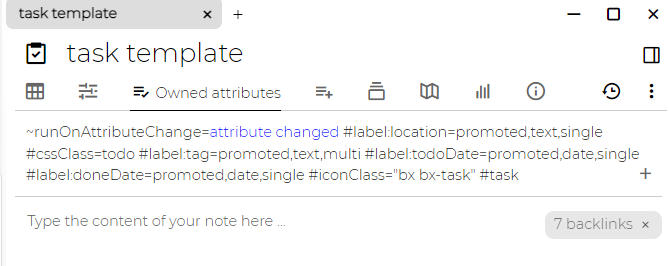 task template
task template
Owned attributes
~runOnAttributeChange=attribute changed #label:location=promoted,text,single
#cssClass=todo #label:tag=promoted,text,multi #label:todoDate=promoted,date,single
#label:doneDate=promoted,date,single #iconClass="bx bx-task" #task
Type the content of your note here ...
7 backlinks